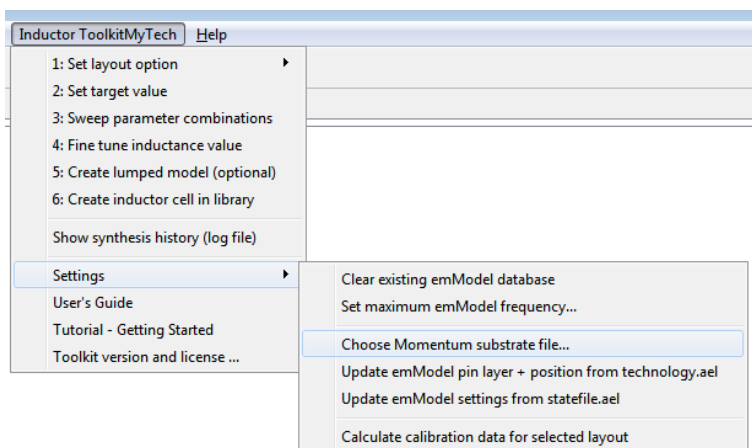 Inductor ToolkitMyTech Help
1: Set layout option
2: Set target value
3: Sweep parameter combinations
4: Fine tune inductance value
5: Create lumped model (optional)
6: Create inductor cell in library
Show synthesis history (log file)
Settings
User's Guide
Tutorial - Getting Started
Toolkit version and license ...
Clear existing emModel database
Set maximum emModel frequency...
Choose Momentum substrate file...
Update emModel pin layer + position from technology.ael
Update emModel settings from statefile.ael
Calculate calibration data for selected layout